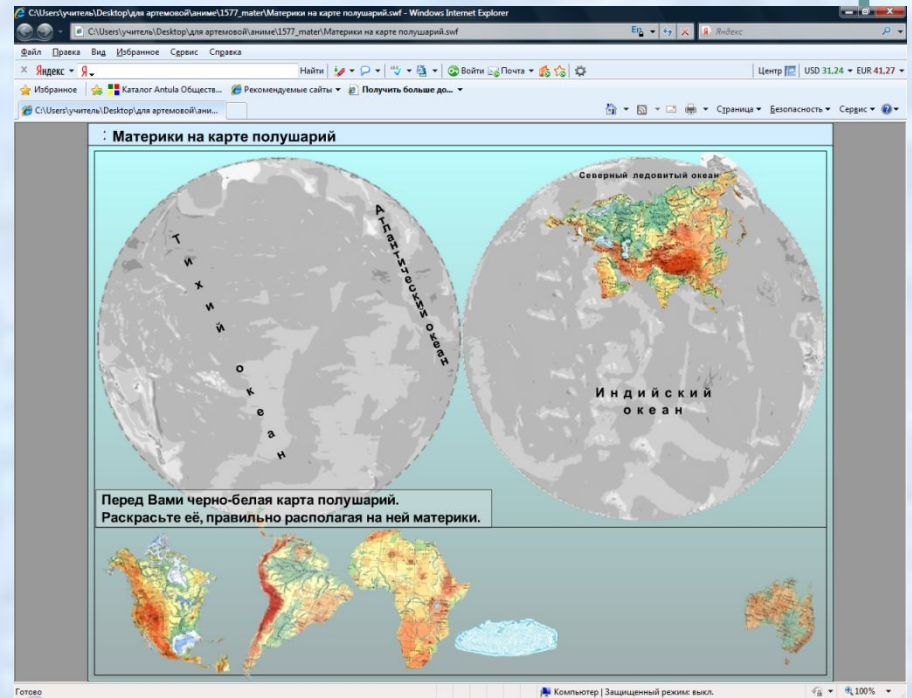 C:\Users\учитель\Desktop\для артемовой\аниме\1577_mater\Материки на карте полушарий.swf - Windows Internet Explorer
C:\Users\учитель\Desktop\для артемовой\аниме\1577_mater\Материки на карте полушарий.swf
Яндекс
Файл Правка Вид Избранное Сервис Справка
× Яндекс Я Найти Войти Почта Центр USD 31,24 EUR 41,27
Избранное Каталог Antula Обществ... Рекомендуемые сайты Получить больше до...
C:\Users\учитель\Desktop\для артемовой\ани...
Страница Безопасность Сервис
: Материки на карте полушарий
Северный ледовитый океан
Атлантический океан
Тихий океан
Индийский
океан
Перед Вами черно-белая карта полушарий.
Раскрасьте её, правильно располагая на ней материки.
Готово
Компьютер | Защищенный режим: выкл.
100%